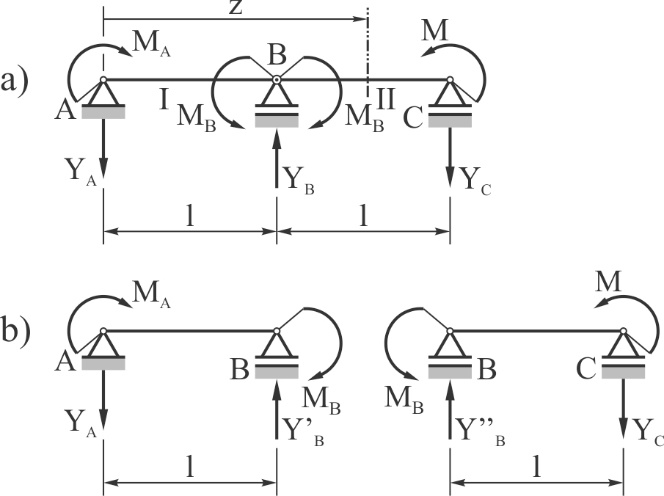 z
M_A B M
a) I II
A M_B M_B C
Y_A Y_B Y_C
l l
M_A M
b)
A B B C
M_B M_B
Y_A Y'_B Y''_B Y_C
l l